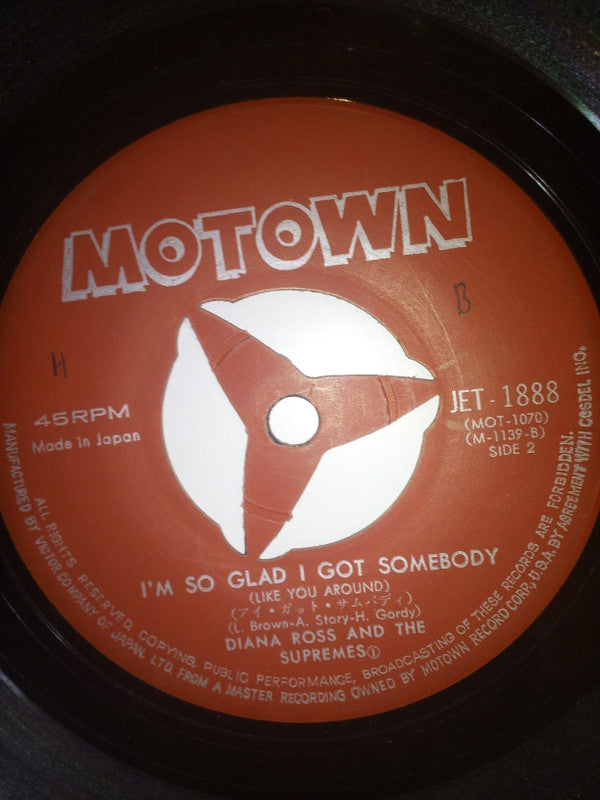 MOTOWN
H
B
45RPM
Made in Japan
JET-1888
(MOT-1070)
(M-1139-B)
SIDE 2
I'M SO GLAD I GOT SOMEBODY
(LIKE YOU AROUND)
(アイ・ガット・サムバディ)
(L. Brown-A. Story-H. Gordy)
DIANA ROSS AND THE
SUPREMES①
ALL RIGHTS RESERVED, COPYING, PUBLIC PERFORMANCE, BROADCASTING OF THESE RECORDS ARE FORBIDDEN.
MANUFACTURED BY VICTOR COMPANY OF JAPAN, LTD. FROM A MASTER RECORDING OWNED BY MOTOWN RECORD CORP., U.S.A. BY AGREEMENT WITH COSDEL INC.